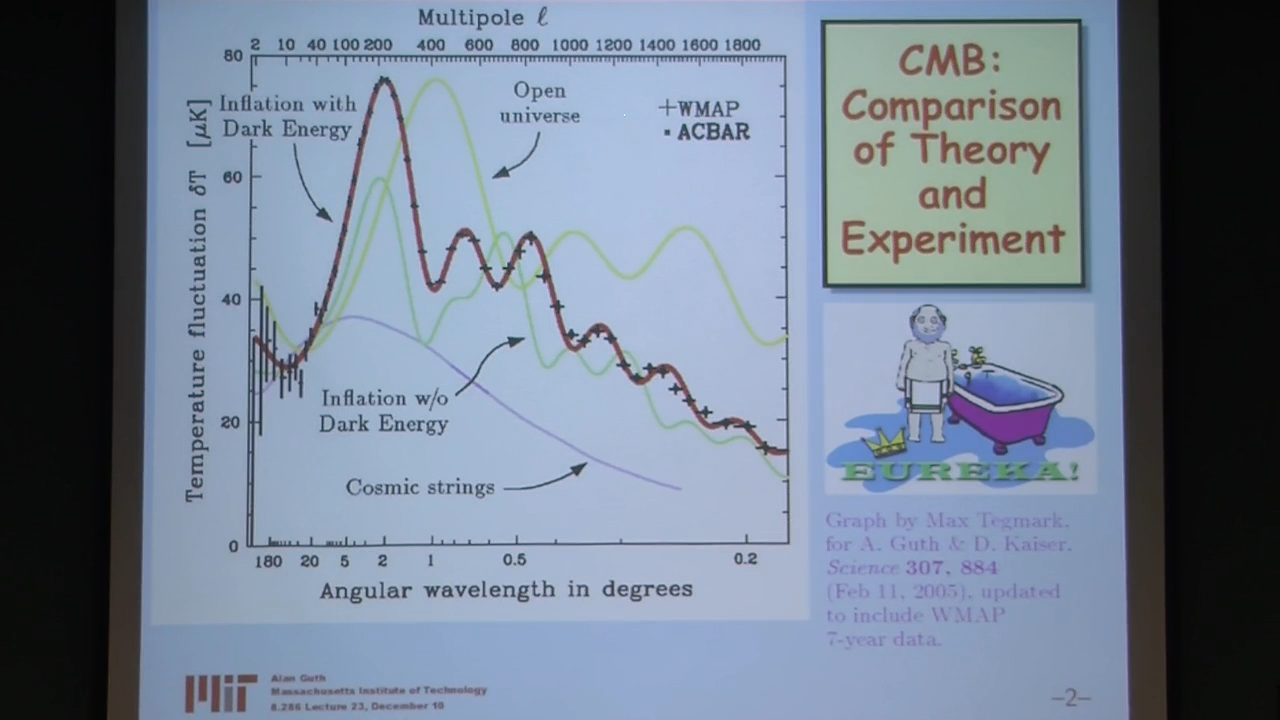 Multipole ℓ
2 10 40 100 200 400 600 800 1000 1200 1400 1600 1800
80
60
40
20
0
Temperature fluctuation δT [μK]
Inflation with
Dark Energy
Open
universe
+WMAP
▪ ACBAR
Inflation w/o
Dark Energy
Cosmic strings
180 20 5 2 1 0.5 0.2
Angular wavelength in degrees
CMB:
Comparison
of Theory
and
Experiment
EUREKA!
Graph by Max Tegmark,
for A. Guth & D. Kaiser,
Science 307, 884
(Feb 11, 2005), updated
to include WMAP
7-year data.
MIT
Alan Guth
Massachusetts Institute of Technology
8.286 Lecture 23, December 10
–2–